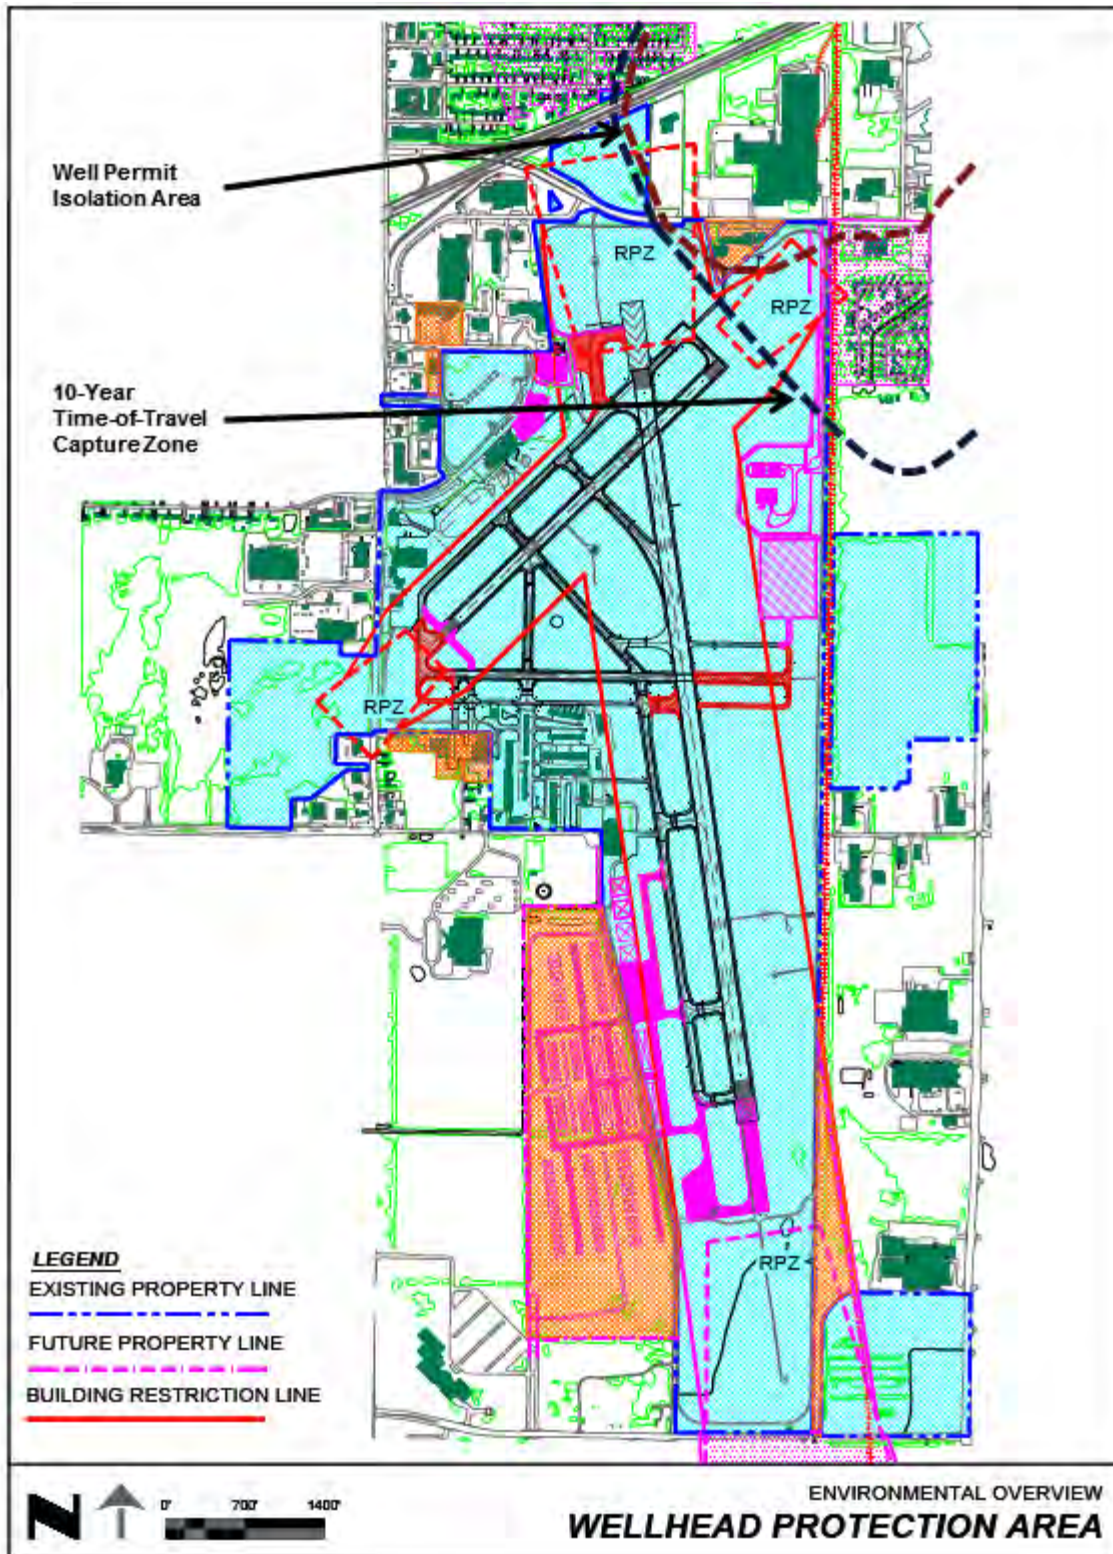 Well Permit
Isolation Area
RPZ
RPZ
10-Year
Time-of-Travel
Capture Zone
RPZ
RPZ
LEGEND
EXISTING PROPERTY LINE
FUTURE PROPERTY LINE
BUILDING RESTRICTION LINE
N
0' 700' 1400'
ENVIRONMENTAL OVERVIEW
WELLHEAD PROTECTION AREA